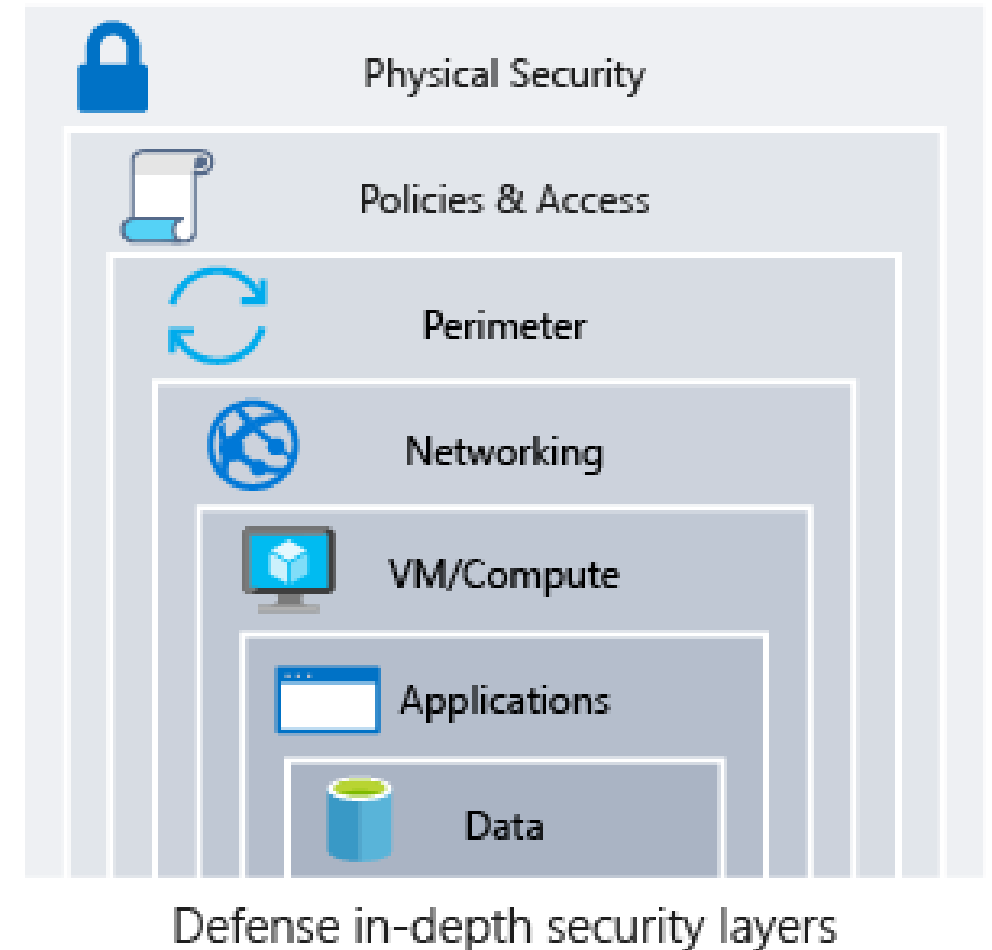 Physical Security
Policies & Access
Perimeter
Networking
VM/Compute
Applications
Data
Defense in-depth security layers